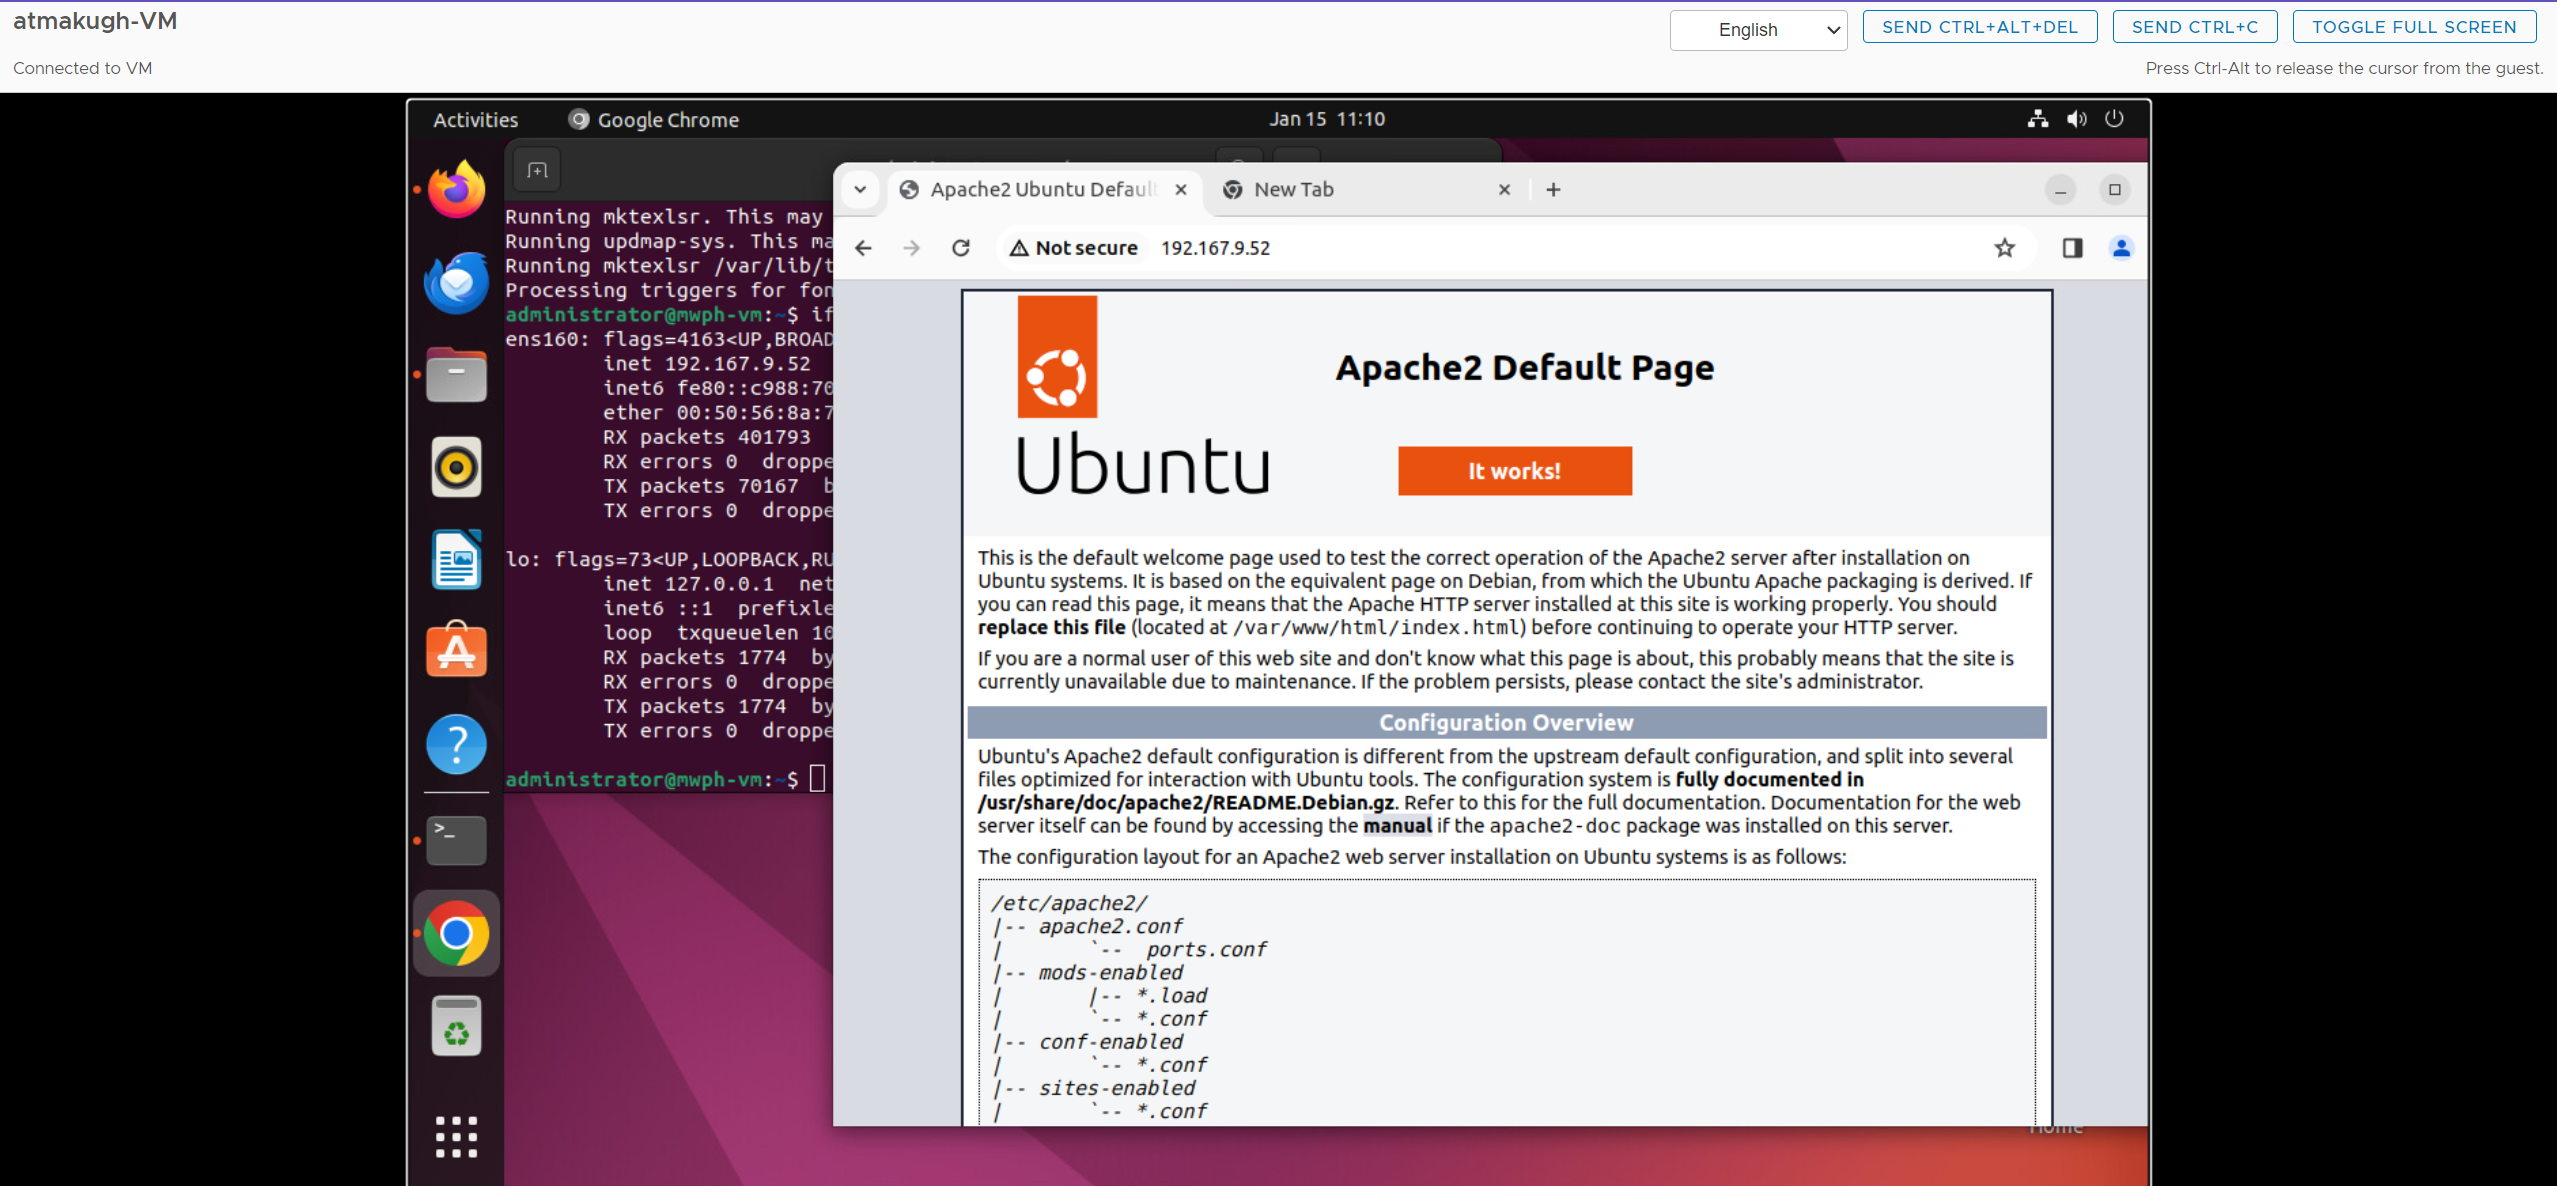 atmakugh-VM
English
SEND CTRL+ALT+DEL
SEND CTRL+C
TOGGLE FULL SCREEN
Connected to VM
Press Ctrl-Alt to release the cursor from the guest.
Activities
Google Chrome
Jan 15 11:10
Running mktexlsr. This may
Running updmap-sys. This ma
Running mktexlsr /var/lib/t
Processing triggers for fon
administrator@mwph-vm:~$ if
ens160: flags=4163<UP,BROAD
inet 192.167.9.52
inet6 fe80::c988:70
ether 00:50:56:8a:7
RX packets 401793
RX errors 0 droppe
TX packets 70167 b
TX errors 0 droppe
lo: flags=73<UP,LOOPBACK,RU
inet 127.0.0.1 net
inet6 ::1 prefixle
loop txqueuelen 10
RX packets 1774 by
RX errors 0 droppe
TX packets 1774 by
TX errors 0 droppe
administrator@mwph-vm:~$
Apache2 Ubuntu Default
New Tab
Not secure 192.167.9.52
Apache2 Default Page
Ubuntu
It works!
This is the default welcome page used to test the correct operation of the Apache2 server after installation on
Ubuntu systems. It is based on the equivalent page on Debian, from which the Ubuntu Apache packaging is derived. If
you can read this page, it means that the Apache HTTP server installed at this site is working properly. You should
replace this file (located at /var/www/html/index.html) before continuing to operate your HTTP server.
If you are a normal user of this web site and don't know what this page is about, this probably means that the site is
currently unavailable due to maintenance. If the problem persists, please contact the site's administrator.
Configuration Overview
Ubuntu's Apache2 default configuration is different from the upstream default configuration, and split into several
files optimized for interaction with Ubuntu tools. The configuration system is fully documented in
/usr/share/doc/apache2/README.Debian.gz. Refer to this for the full documentation. Documentation for the web
server itself can be found by accessing the manual if the apache2-doc package was installed on this server.
The configuration layout for an Apache2 web server installation on Ubuntu systems is as follows:
/etc/apache2/
|-- apache2.conf
|       `-- ports.conf
|-- mods-enabled
|       |-- *.load
|       `-- *.conf
|-- conf-enabled
|       `-- *.conf
|-- sites-enabled
|       `-- *.conf
Home